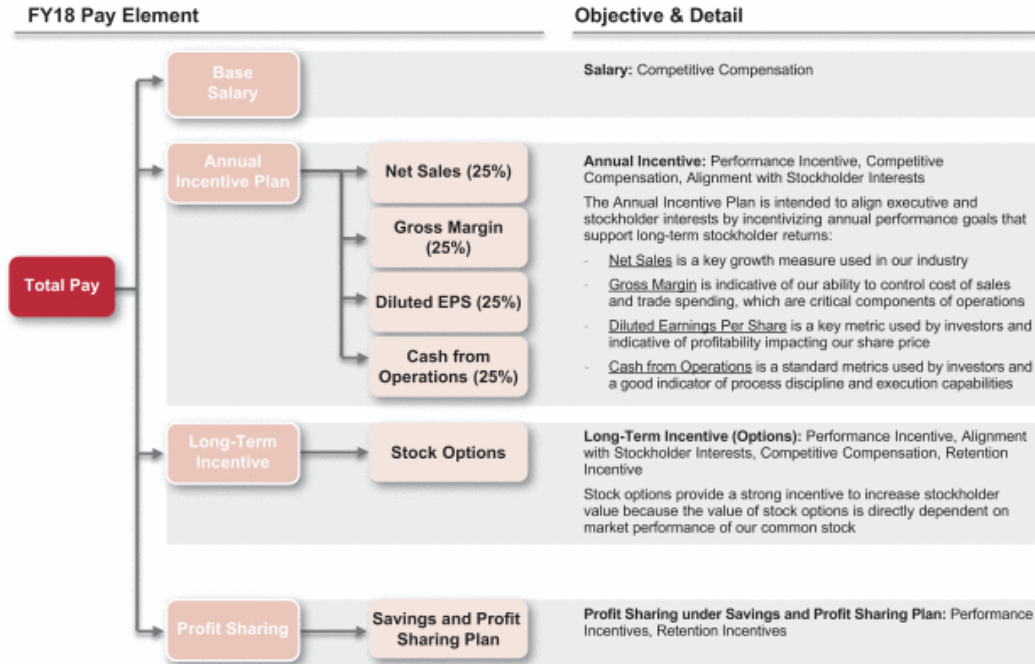 FY18 Pay Element
Objective & Detail
Base
Salary
Salary: Competitive Compensation
Annual
Incentive Plan
Net Sales (25%)
Gross Margin
(25%)
Diluted EPS (25%)
Cash from
Operations (25%)
Annual Incentive: Performance Incentive, Competitive
Compensation, Alignment with Stockholder Interests
The Annual Incentive Plan is intended to align executive and
stockholder interests by incentivizing annual performance goals that
support long-term stockholder returns:
- Net Sales is a key growth measure used in our industry
- Gross Margin is indicative of our ability to control cost of sales
and trade spending, which are critical components of operations
- Diluted Earnings Per Share is a key metric used by investors and
indicative of profitability impacting our share price
- Cash from Operations is a standard metrics used by investors and
a good indicator of process discipline and execution capabilities
Total Pay
Long-Term
Incentive
Stock Options
Long-Term Incentive (Options): Performance Incentive, Alignment
with Stockholder Interests, Competitive Compensation, Retention
Incentive
Stock options provide a strong incentive to increase stockholder
value because the value of stock options is directly dependent on
market performance of our common stock
Profit Sharing
Savings and Profit
Sharing Plan
Profit Sharing under Savings and Profit Sharing Plan: Performance
Incentives, Retention Incentives